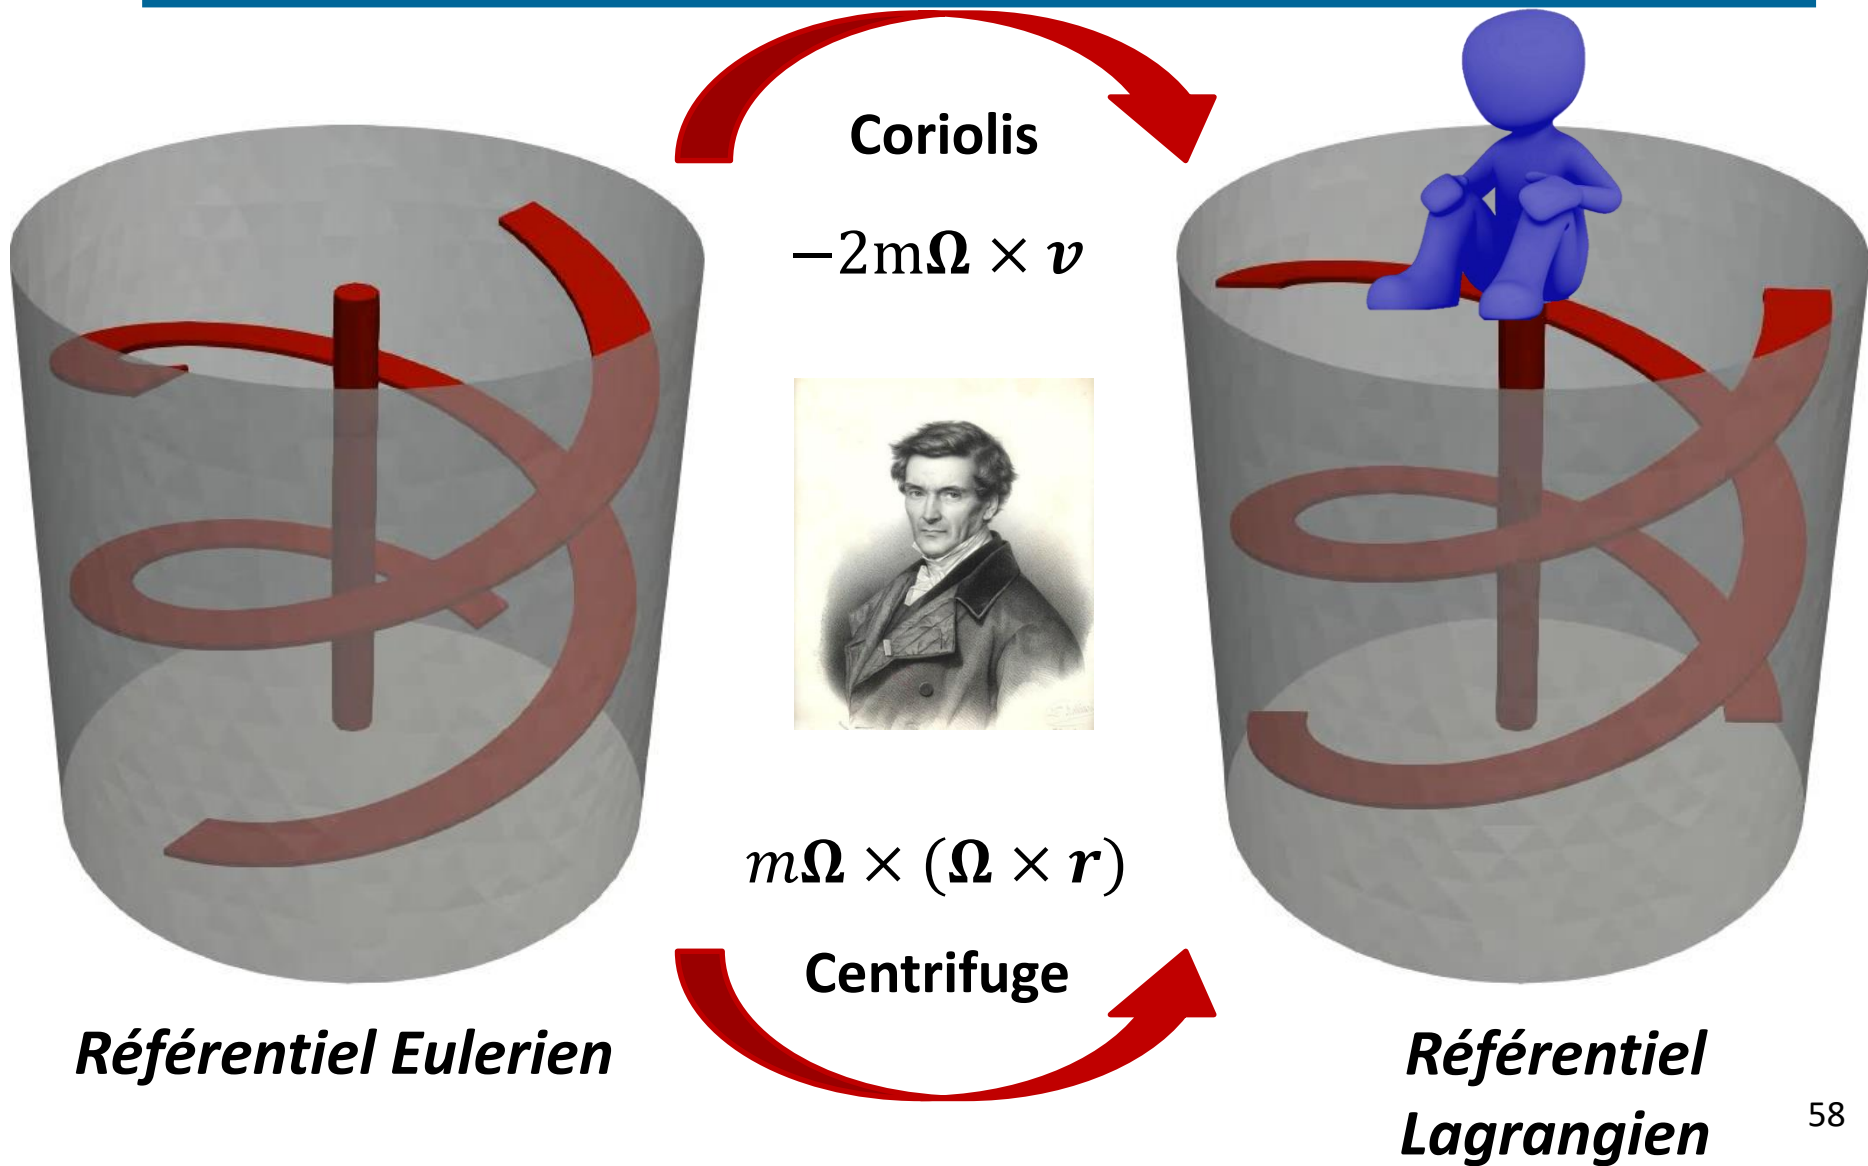 Coriolis
−2mΩ × v
mΩ × (Ω × r)
Centrifuge
Référentiel Eulerien
Référentiel
Lagrangien
58